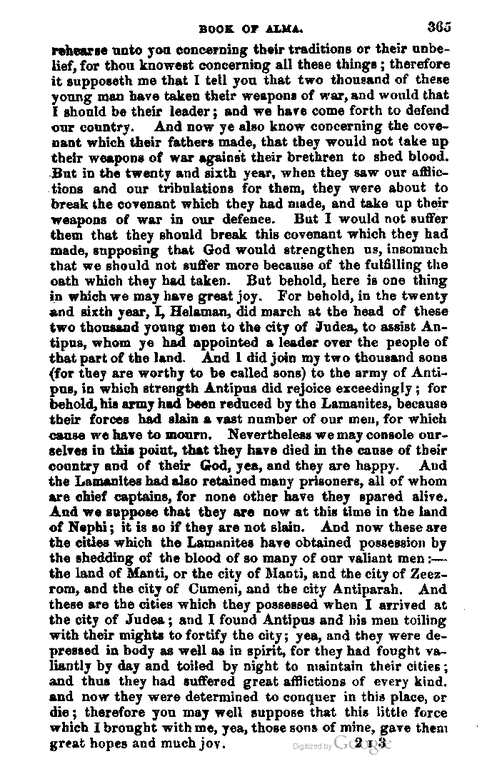 BOOK OF ALMA. 365
rehearse unto you concerning their traditions or their unbe-
lief, for thou knowest concerning all these things; therefore
it supposeth me that I tell you that two thousand of these
young man have taken their weapons of war, and would that
I should be their leader; and we have come forth to defend
our country. And now ye also know concerning the cove-
nant which their fathers made, that they would not take up
their weapons of war against their brethren to shed blood.
But in the twenty and sixth year, when they saw our afflic-
tions and our tribulations for them, they were about to
break the covenant which they had made, and take up their
weapons of war in our defence. But I would not suffer
them that they should break this covenant which they had
made, supposing that God would strengthen us, insomuch
that we should not suffer more because of the fulfilling the
oath which they had taken. But behold, here is one thing
in which we may have great joy. For behold, in the twenty
and sixth year, I, Helaman, did march at the head of these
two thousand young men to the city of Judea, to assist An-
tipus, whom ye had appointed a leader over the people of
that part of the land. And I did join my two thousand sons
(for they are worthy to be called sons) to the army of Anti-
pus, in which strength Antipus did rejoice exceedingly; for
behold, his army had been reduced by the Lamanites, because
their forces had slain a vast number of our men, for which
cause we have to mourn. Nevertheless we may console our-
selves in this point, that they have died in the cause of their
country and of their God, yea, and they are happy. And
the Lamanites had also retained many prisoners, all of whom
are chief captains, for none other have they spared alive.
And we suppose that they are now at this time in the land
of Nephi; it is so if they are not slain. And now these are
the cities which the Lamanites have obtained possession by
the shedding of the blood of so many of our valiant men:—
the land of Manti, or the city of Manti, and the city of Zeez-
rom, and the city of Cumeni, and the city Antiparah. And
these are the cities which they possessed when I arrived at
the city of Judea; and I found Antipus and his men toiling
with their mights to fortify the city; yea, and they were de-
pressed in body as well as in spirit, for they had fought va-
liantly by day and toiled by night to maintain their cities;
and thus they had suffered great afflictions of every kind.
and now they were determined to conquer in this place, or
die; therefore you may well suppose that this little force
which I brought with me, yea, those sons of mine, gave them
great hopes and much joy. 2 I 3
Digitized by Google